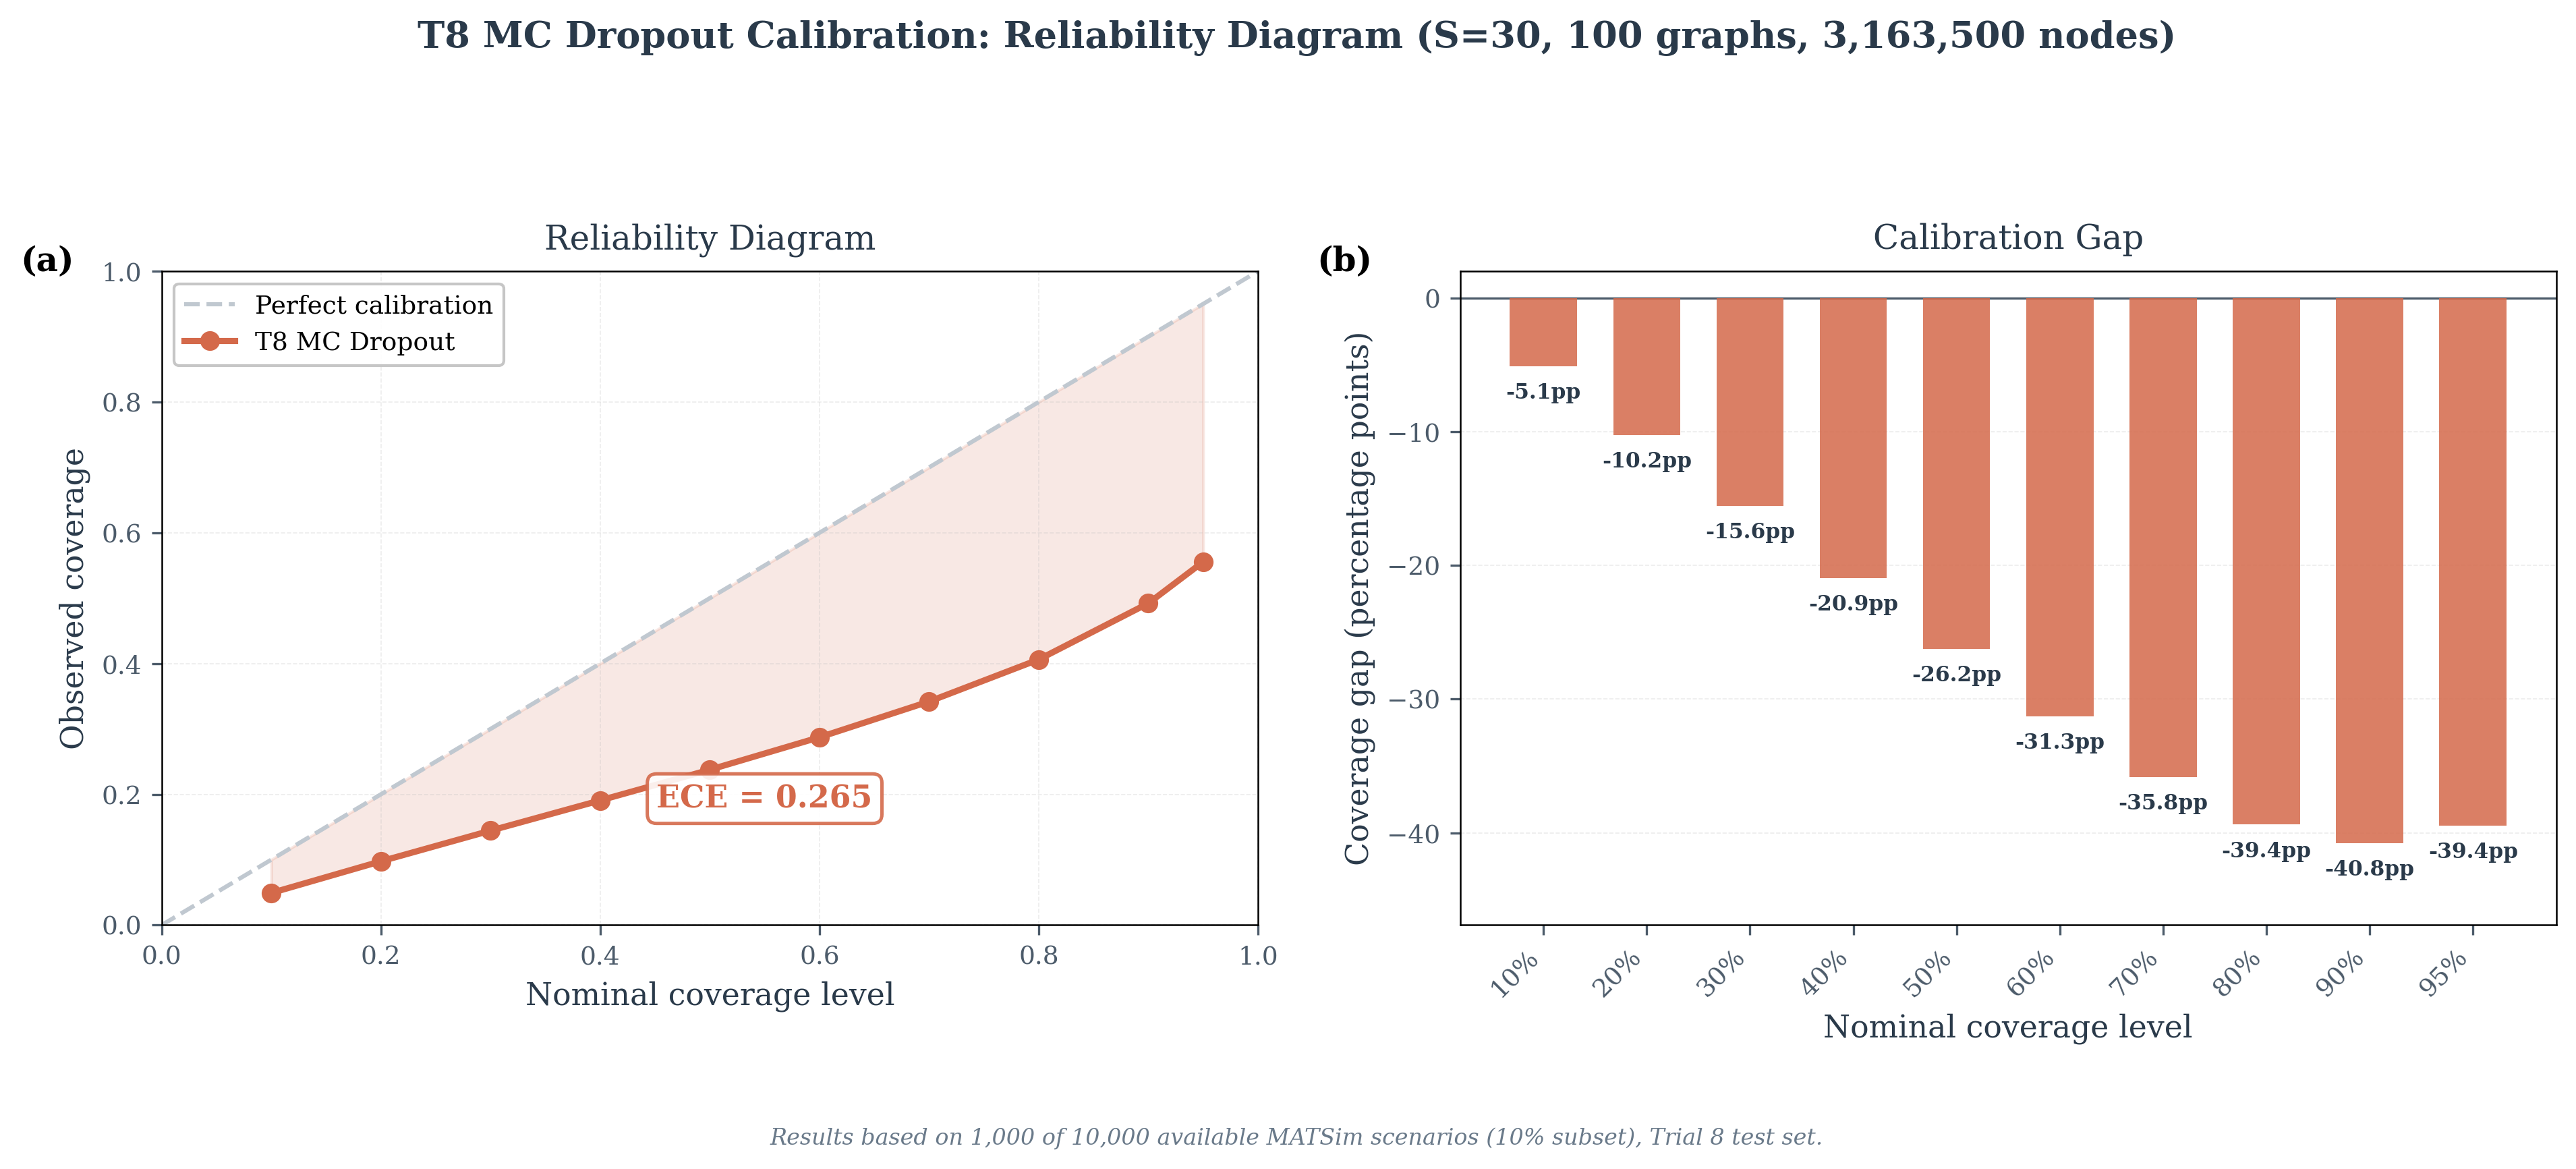 T8 MC Dropout Calibration: Reliability Diagram (S=30, 100 graphs, 3,163,500 nodes)
(a)
Reliability Diagram
Perfect calibration
T8 MC Dropout
ECE = 0.265
Observed coverage
1.0
0.8
0.6
0.4
0.2
0.0
0.0 0.2 0.4 0.6 0.8 1.0
Nominal coverage level
(b)
Calibration Gap
Coverage gap (percentage points)
0
−10
−20
−30
−40
-5.1pp
-10.2pp
-15.6pp
-20.9pp
-26.2pp
-31.3pp
-35.8pp
-39.4pp
-40.8pp
-39.4pp
10% 20% 30% 40% 50% 60% 70% 80% 90% 95%
Nominal coverage level
Results based on 1,000 of 10,000 available MATSim scenarios (10% subset), Trial 8 test set.